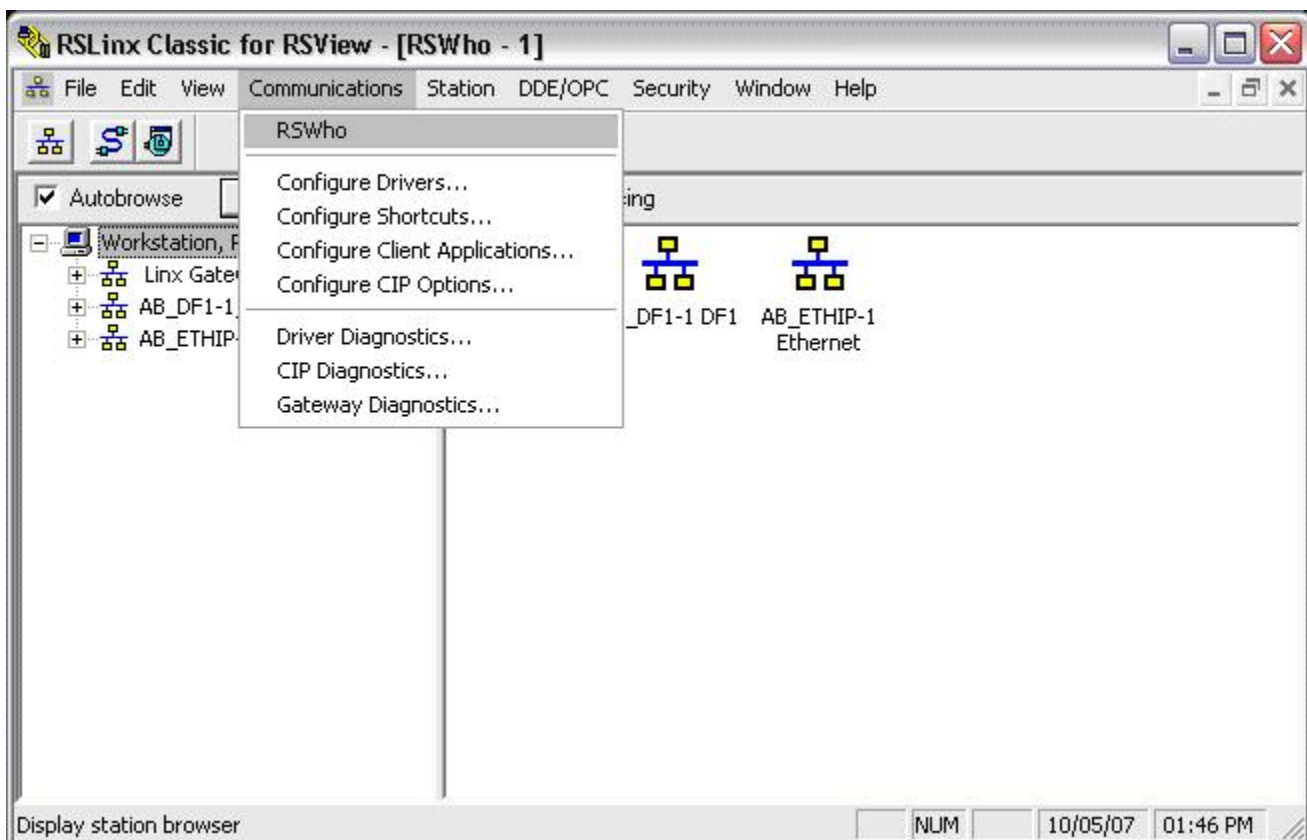 RSLinx Classic for RSView - [RSWho - 1]
File Edit View Communications Station DDE/OPC Security Window Help
RSWho
Configure Drivers...
Configure Shortcuts...
Configure Client Applications...
Configure CIP Options...
Driver Diagnostics...
CIP Diagnostics...
Gateway Diagnostics...
Autobrowse
Workstation,
Linx
AB_DF1-1
AB_ETHIP-
_DF1-1 DF1
AB_ETHIP-1
Ethernet
Display station browser
NUM
10/05/07
01:46 PM